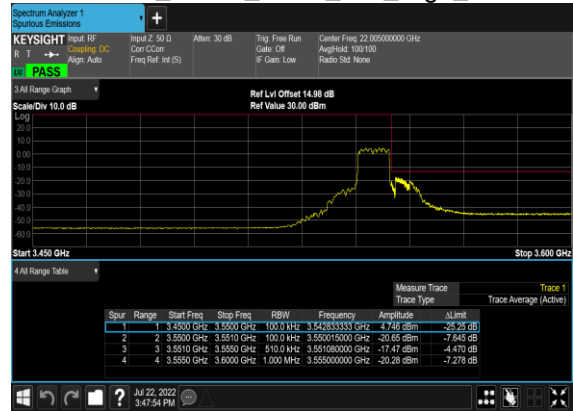 Spectrum Analyzer 1
Spurious Emissions
KEYSIGHT Input: RF Input Z: 50 Ω Atten: 30 dB Trig: Free Run Center Freq: 22.005000000 GHz
R T Coupling: DC Corr CCorr Gate: Off Avg|Hold: 100/100
Align: Auto Freq Ref: Int (S) IF Gain: Low Radio Std: None
PASS
3 All Range Graph
Ref Lvl Offset 14.98 dB
Scale/Div 10.0 dB Ref Value 30.00 dBm
Log
20.0
10.0
0.00
-10.0
-20.0
-30.0
-40.0
-50.0
-60.0
Start 3.450 GHz Stop 3.600 GHz
4 All Range Table
Measure Trace Trace 1
Trace Type Trace Average (Active)
Spur Range Start Freq Stop Freq RBW Frequency Amplitude ΔLimit
1 1 3.4500 GHz 3.5500 GHz 100.0 kHz 3.542833333 GHz 4.746 dBm -25.25 dB
2 2 3.5500 GHz 3.5510 GHz 100.0 kHz 3.550015000 GHz -20.65 dBm -7.645 dB
3 3 3.5510 GHz 3.5550 GHz 510.0 kHz 3.551080000 GHz -17.47 dBm -4.470 dB
4 4 3.5550 GHz 3.6000 GHz 1.000 MHz 3.555000000 GHz -20.28 dBm -7.278 dB
Jul 22, 2022
3:47:54 PM